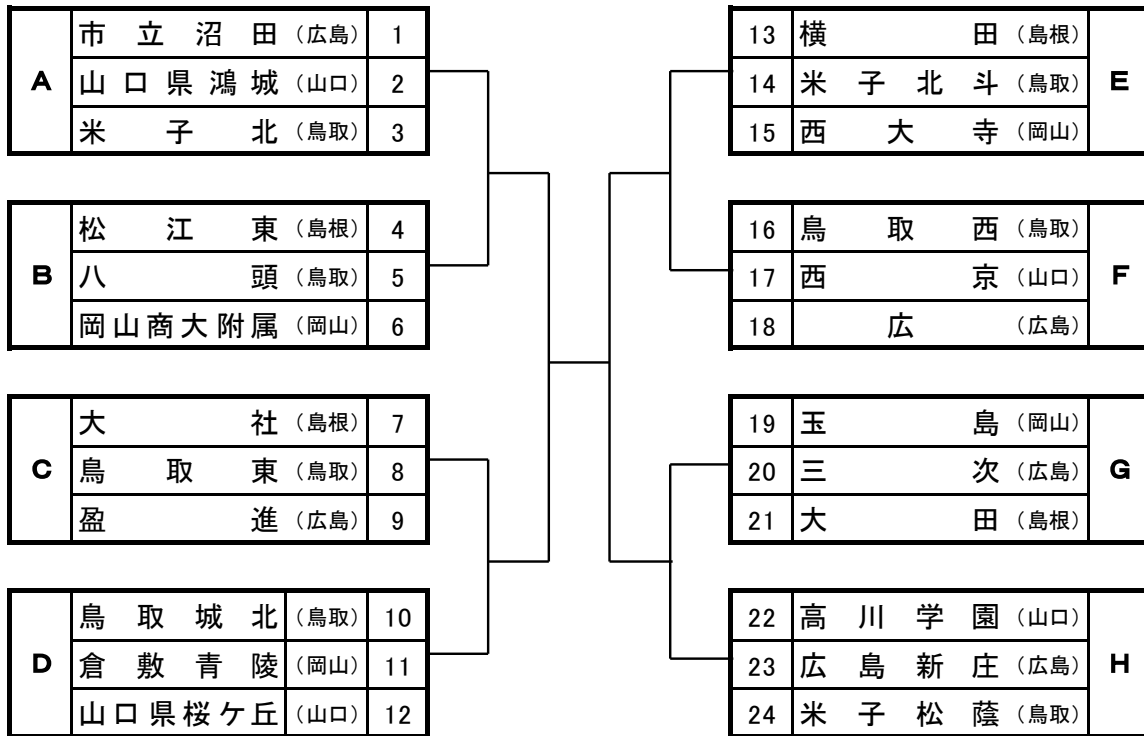 A
市立沼田（広島） 1
山口県鴻城（山口） 2
米子北（鳥取） 3
B
松江東（島根） 4
八頭（鳥取） 5
岡山商大附属（岡山） 6
C
大社（島根） 7
鳥取東（鳥取） 8
盈進（広島） 9
D
鳥取城北（鳥取） 10
倉敷青陵（岡山） 11
山口県桜ケ丘（山口） 12
E
13 横田（島根）
14 米子北斗（鳥取）
15 西大寺（岡山）
F
16 鳥取西（鳥取）
17 西京（山口）
18 広（広島）
G
19 玉島（岡山）
20 三次（広島）
21 大田（島根）
H
22 高川学園（山口）
23 広島新庄（広島）
24 米子松蔭（鳥取）